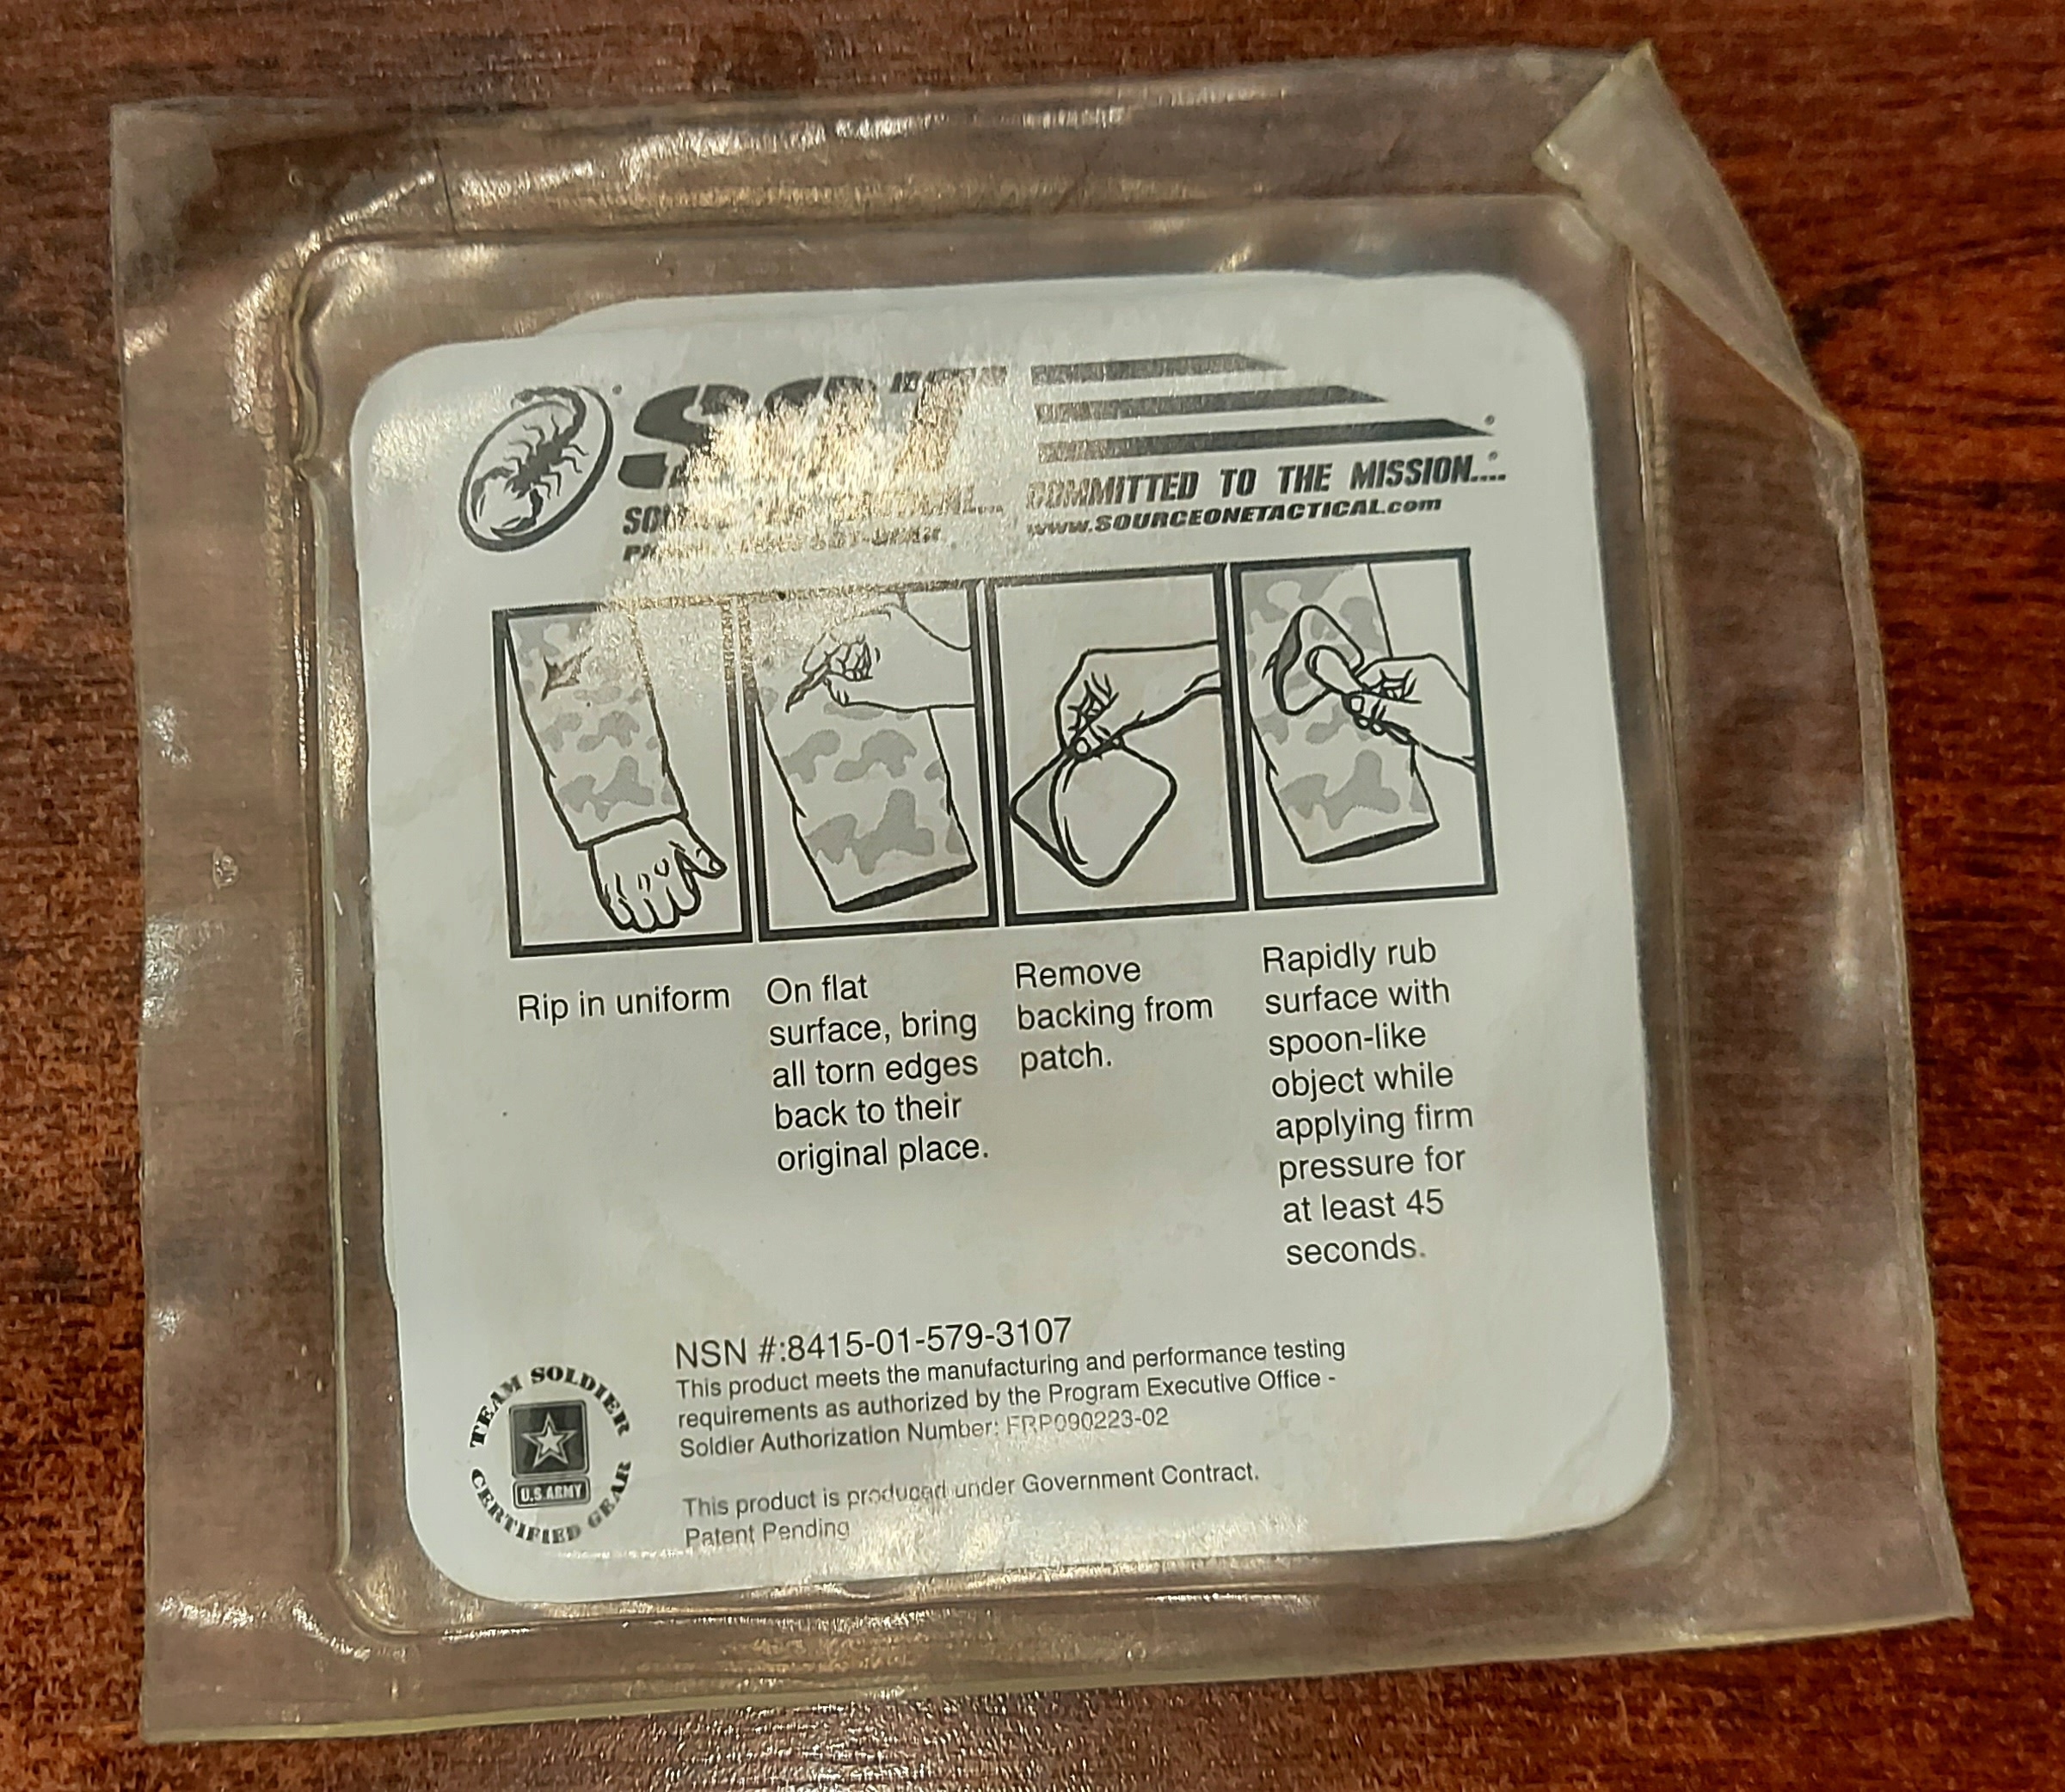 COMMITTED TO THE MISSION....
www.SOURCEONETACTICAL.com
Rip in uniform
On flat
surface, bring
all torn edges
back to their
original place.
Remove
backing from
patch.
Rapidly rub
surface with
spoon-like
object while
applying firm
pressure for
at least 45
seconds.
NSN #:8415-01-579-3107
This product meets the manufacturing and performance testing
requirements as authorized by the Program Executive Office -
Soldier Authorization Number: FRP090223-02
This product is produced under Government Contract.
Patent Pending
TEAM SOLDIER
U.S.ARMY
CERTIFIED GEAR